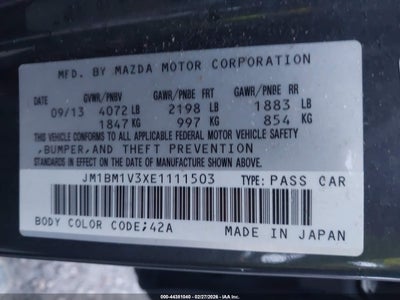 MFD. BY MAZDA MOTOR CORPORATION
GVWR/PNBV GAWR/PNBE FRT GAWR/PNBE RR
09/13 4072 LB 2198 LB 1883 LB
1847 KG 997 KG 854 KG
THIS VEHICLE CONFORMS TO ALL APPLICABLE FEDERAL MOTOR VEHICLE SAFETY
,BUMPER,AND THEFT PREVENTION
STANDARDS IN EFFECT ON THE DATE OF MANUFACTURE SHOWN ABOVE.
JM1BM1V3XE1111503 TYPE: PASS CAR
BODY COLOR CODE;42A
MADE IN JAPAN
000-44381040 - 02/27/2026 - IAA, Inc.